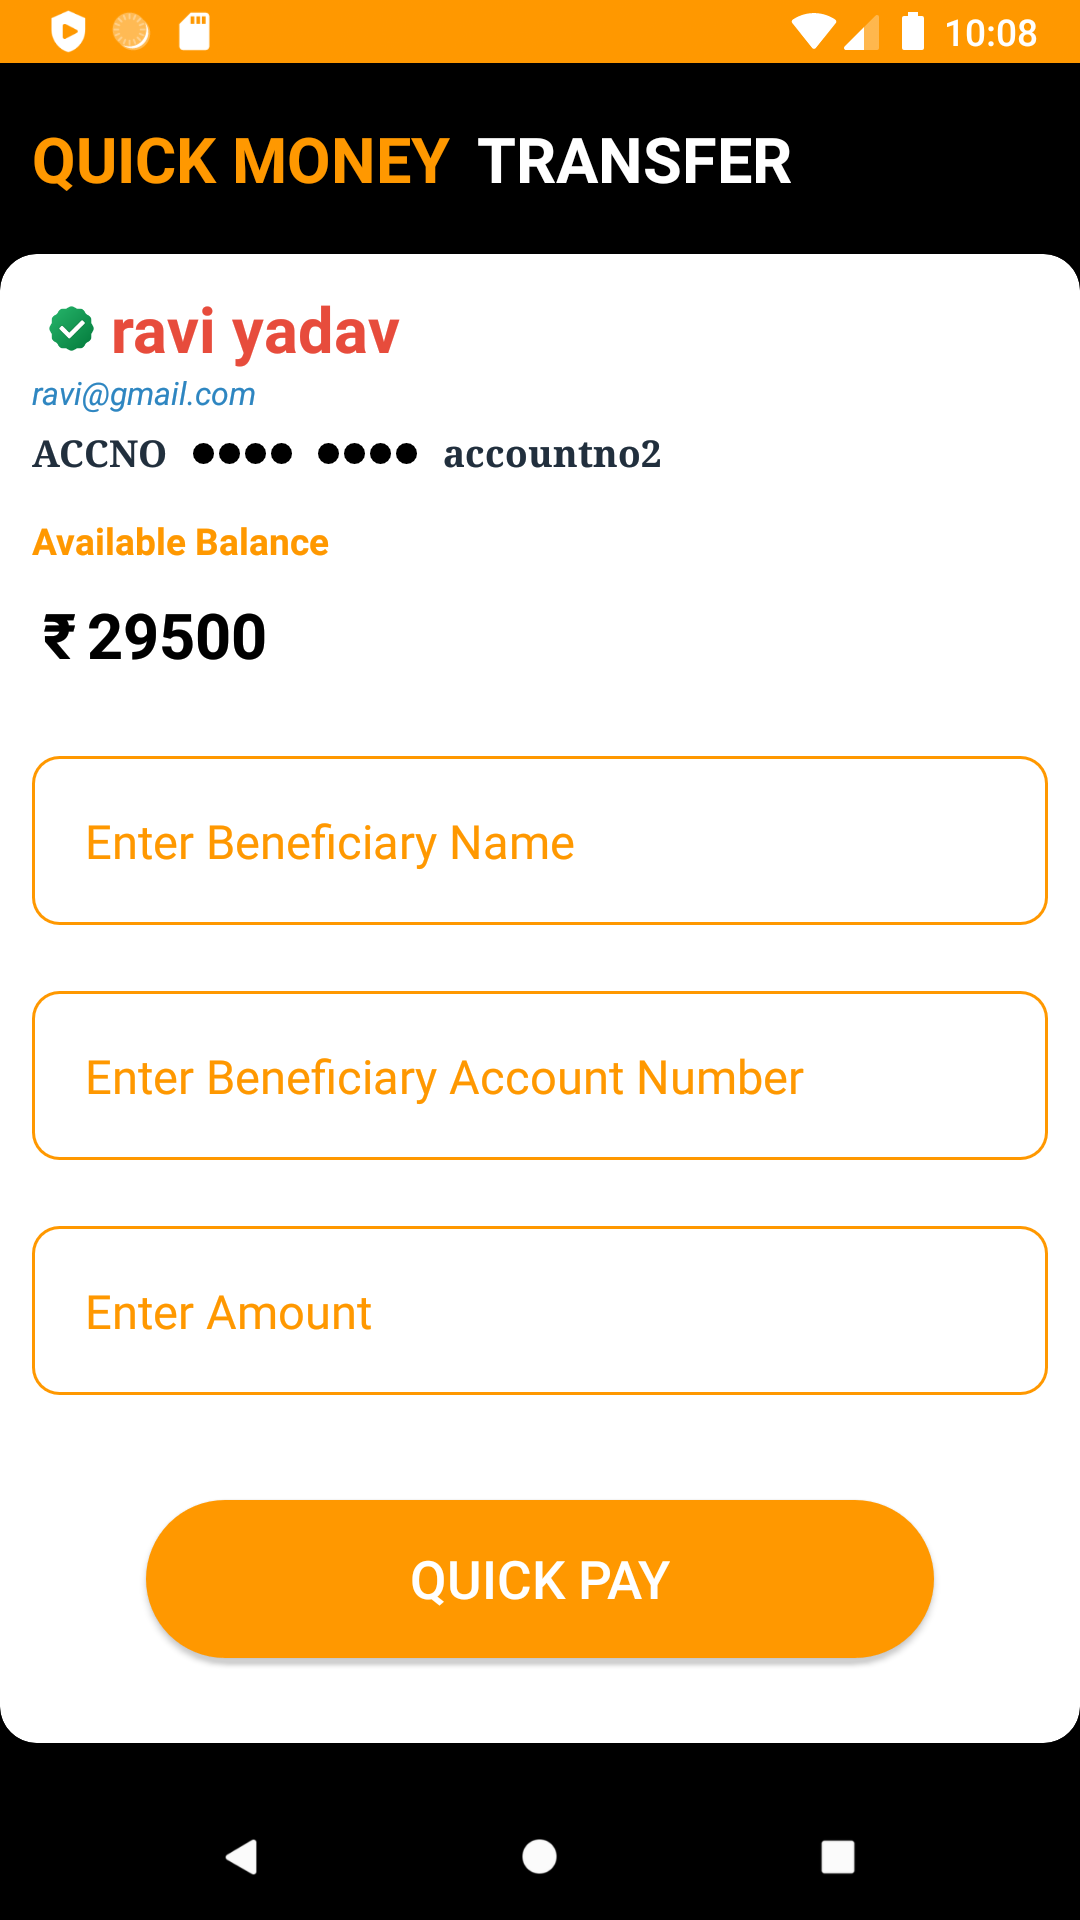 10:08
QUICK MONEY TRANSFER
ravi yadav
ravi@gmail.com
ACCNO ●●●● ●●●● accountno2
Available Balance
₹ 29500
Enter Beneficiary Name
Enter Beneficiary Account Number
Enter Amount
QUICK PAY